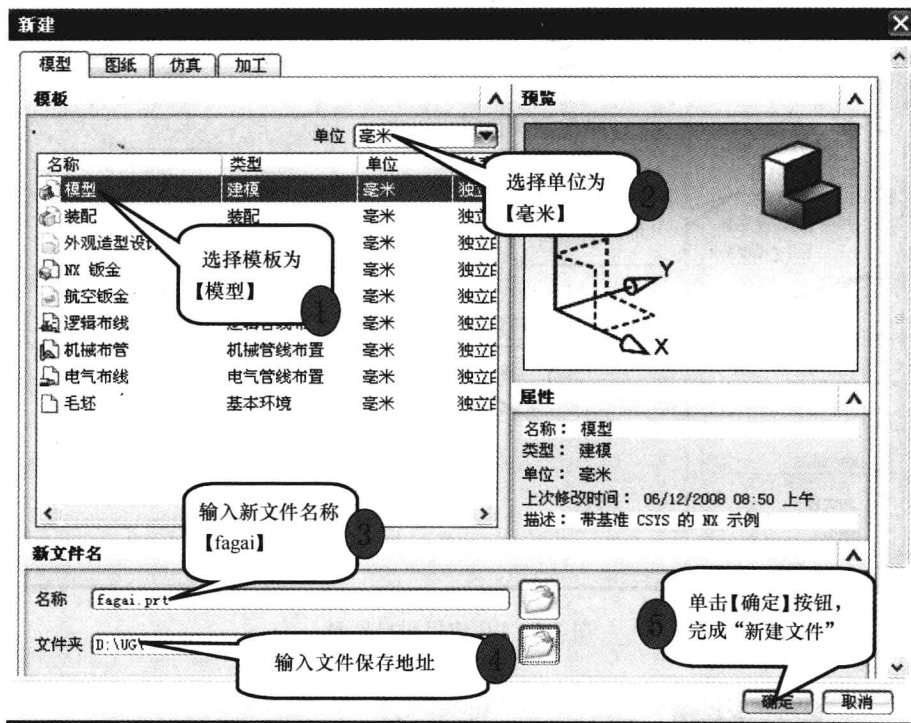 新建
模型 图纸 仿真 加工
模板
单位 毫米
名称 类型 单位
模型 建模 毫米 独立
装配 装配 毫米 独立
外观造型设计 毫米 独立
NX 钣金 毫米 独立
航空钣金 毫米 独立
逻辑布线 毫米 独立
机械布管 机械管线布置 毫米 独立
电气布线 电气管线布置 毫米 独立
毛坯 基本环境 毫米 独立
选择模板为
【模型】
1
选择单位为
【毫米】
2
预览
Y
X
属性
名称： 模型
类型： 建模
单位： 毫米
上次修改时间： 06/12/2008 08:50 上午
描述： 带基准 CSYS 的 NX 示例
输入新文件名称
【fagai】
3
新文件名
名称 fagai.prt
文件夹 D:\UG\
输入文件保存地址
4
单击【确定】按钮，
完成“新建文件”
5
确定 取消